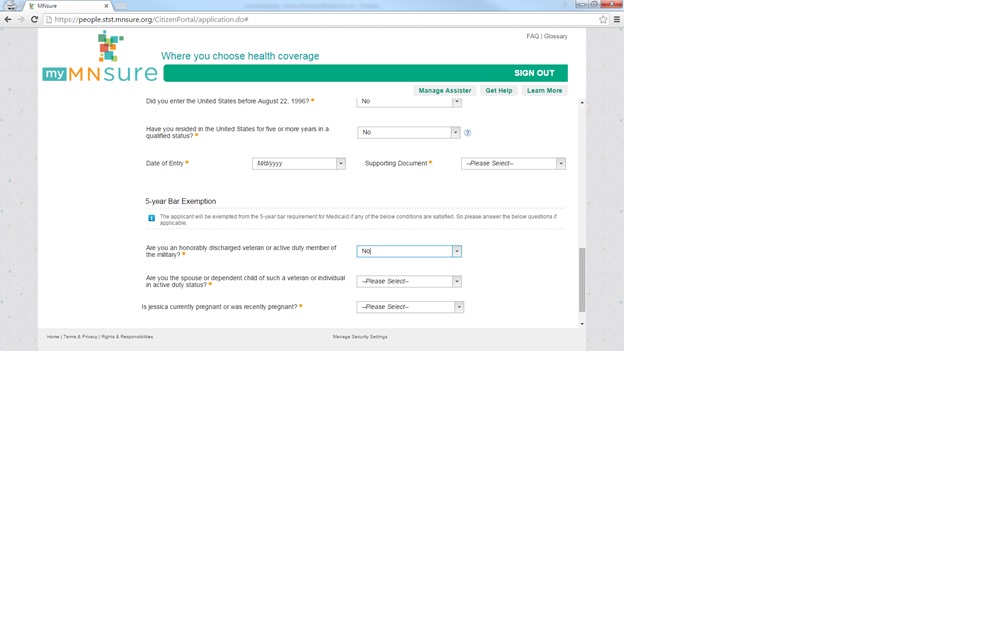 MNsure
https://people.stst.mnsure.org/CitizenPortal/application.do#
FAQ | Glossary
Where you choose health coverage
my MNsure
SIGN OUT
Manage Assister Get Help Learn More
Did you enter the United States before August 22, 1996? * No
Have you resided in the United States for five or more years in a
qualified status? * No ?
Date of Entry * M/d/yyyy Supporting Document * --Please Select--
5-year Bar Exemption
The applicant will be exempted from the 5-year bar requirement for Medicaid if any of the below conditions are satisfied. So please answer the below questions if
applicable.
Are you an honorably discharged veteran or active duty member of
the military? * No
Are you the spouse or dependent child of such a veteran or individual
in active duty status? * --Please Select--
Is jessica currently pregnant or was recently pregnant? * --Please Select--
Home | Terms & Privacy | Rights & Responsibilities Manage Security Settings